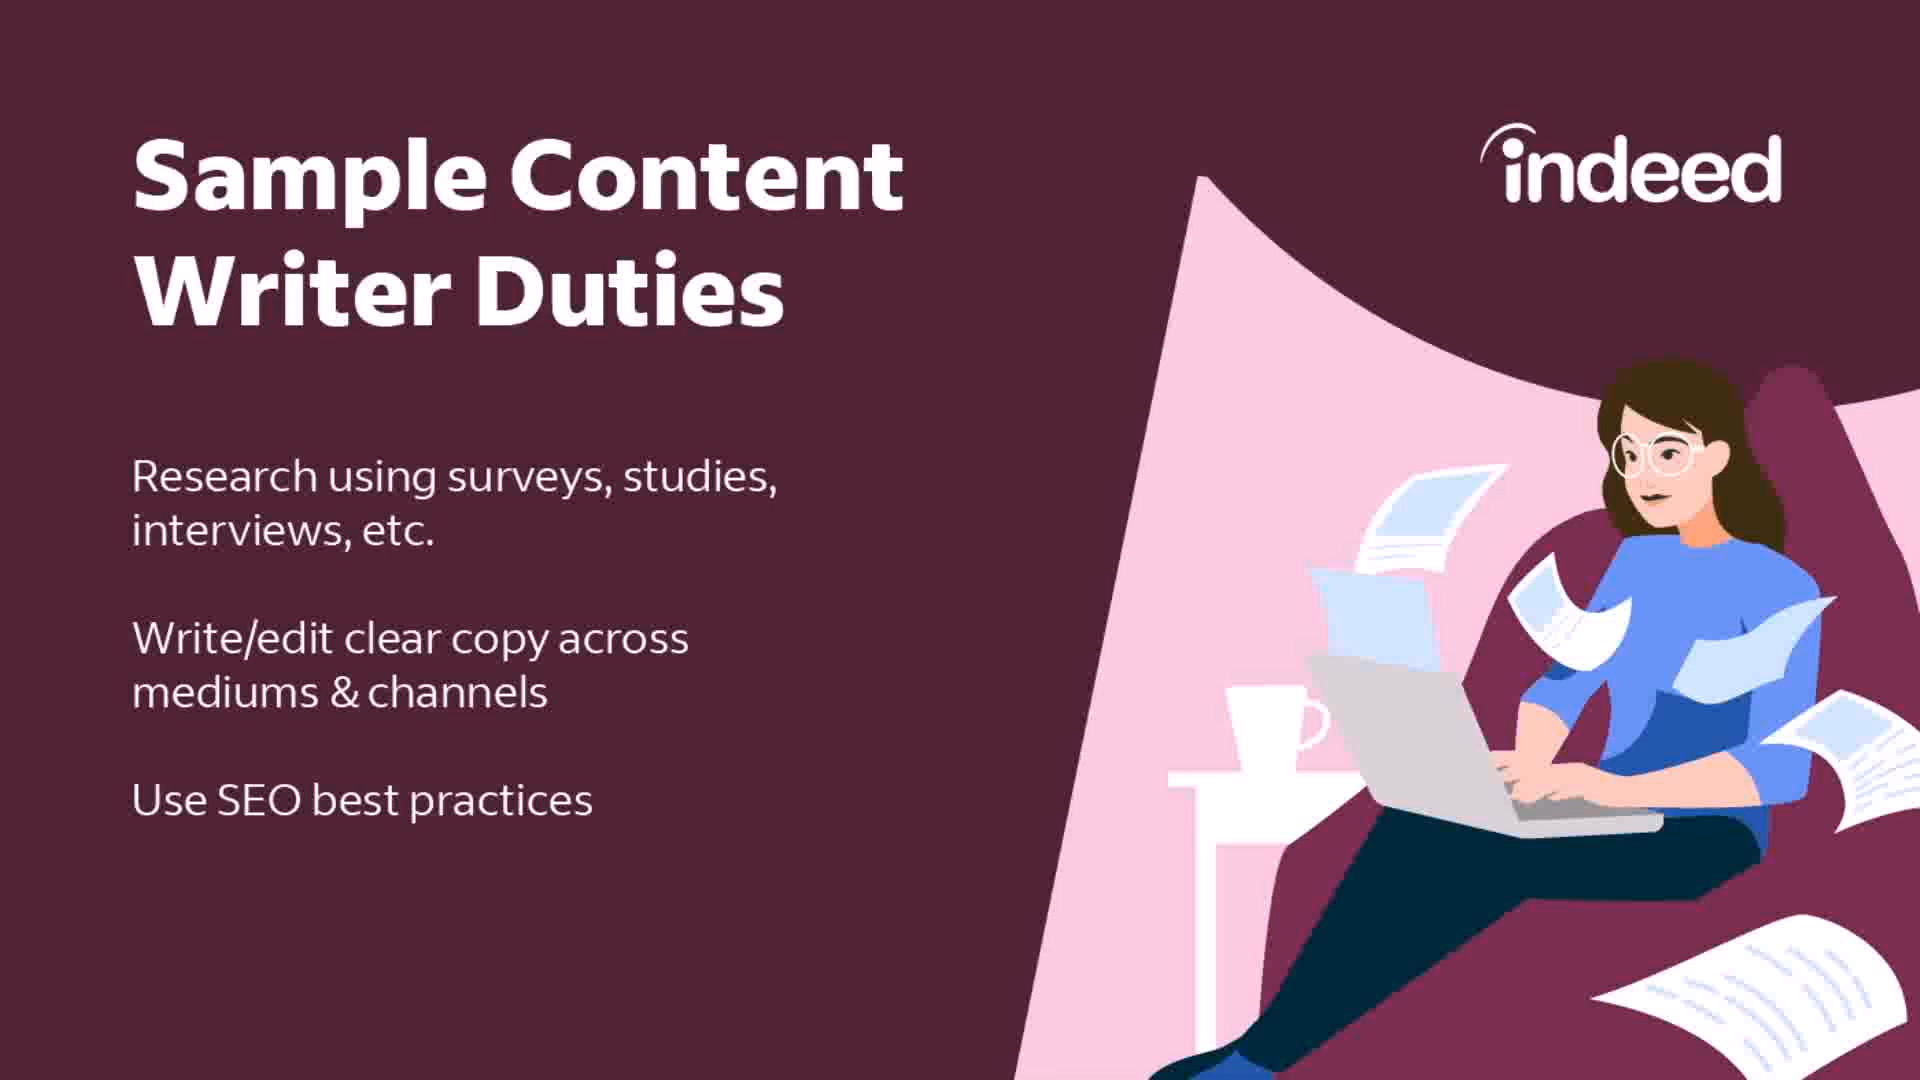 Sample Content
Writer Duties
indeed
Research using surveys, studies,
interviews, etc.
Write/edit clear copy across
mediums & channels
Use SEO best practices